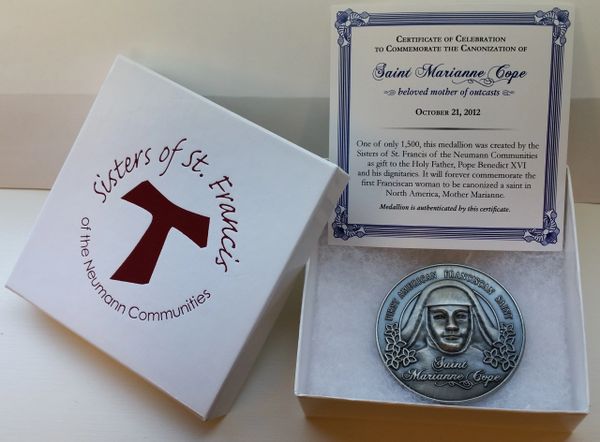 Sisters of St. Francis
of the Neumann Communities
CERTIFICATE OF CELEBRATION
TO COMMEMORATE THE CANONIZATION OF
Saint Marianne Cope
beloved mother of outcasts
OCTOBER 21, 2012
One of only 1,500, this medallion was created by the
Sisters of St. Francis of the Neumann Communities
as gift to the Holy Father, Pope Benedict XVI
and his dignitaries. It will forever commemorate the
first Franciscan woman to be canonized a saint in
North America, Mother Marianne.
Medallion is authenticated by this certificate.
FIRST AMERICAN FRANCISCAN SAINT
Saint
Marianne Cope